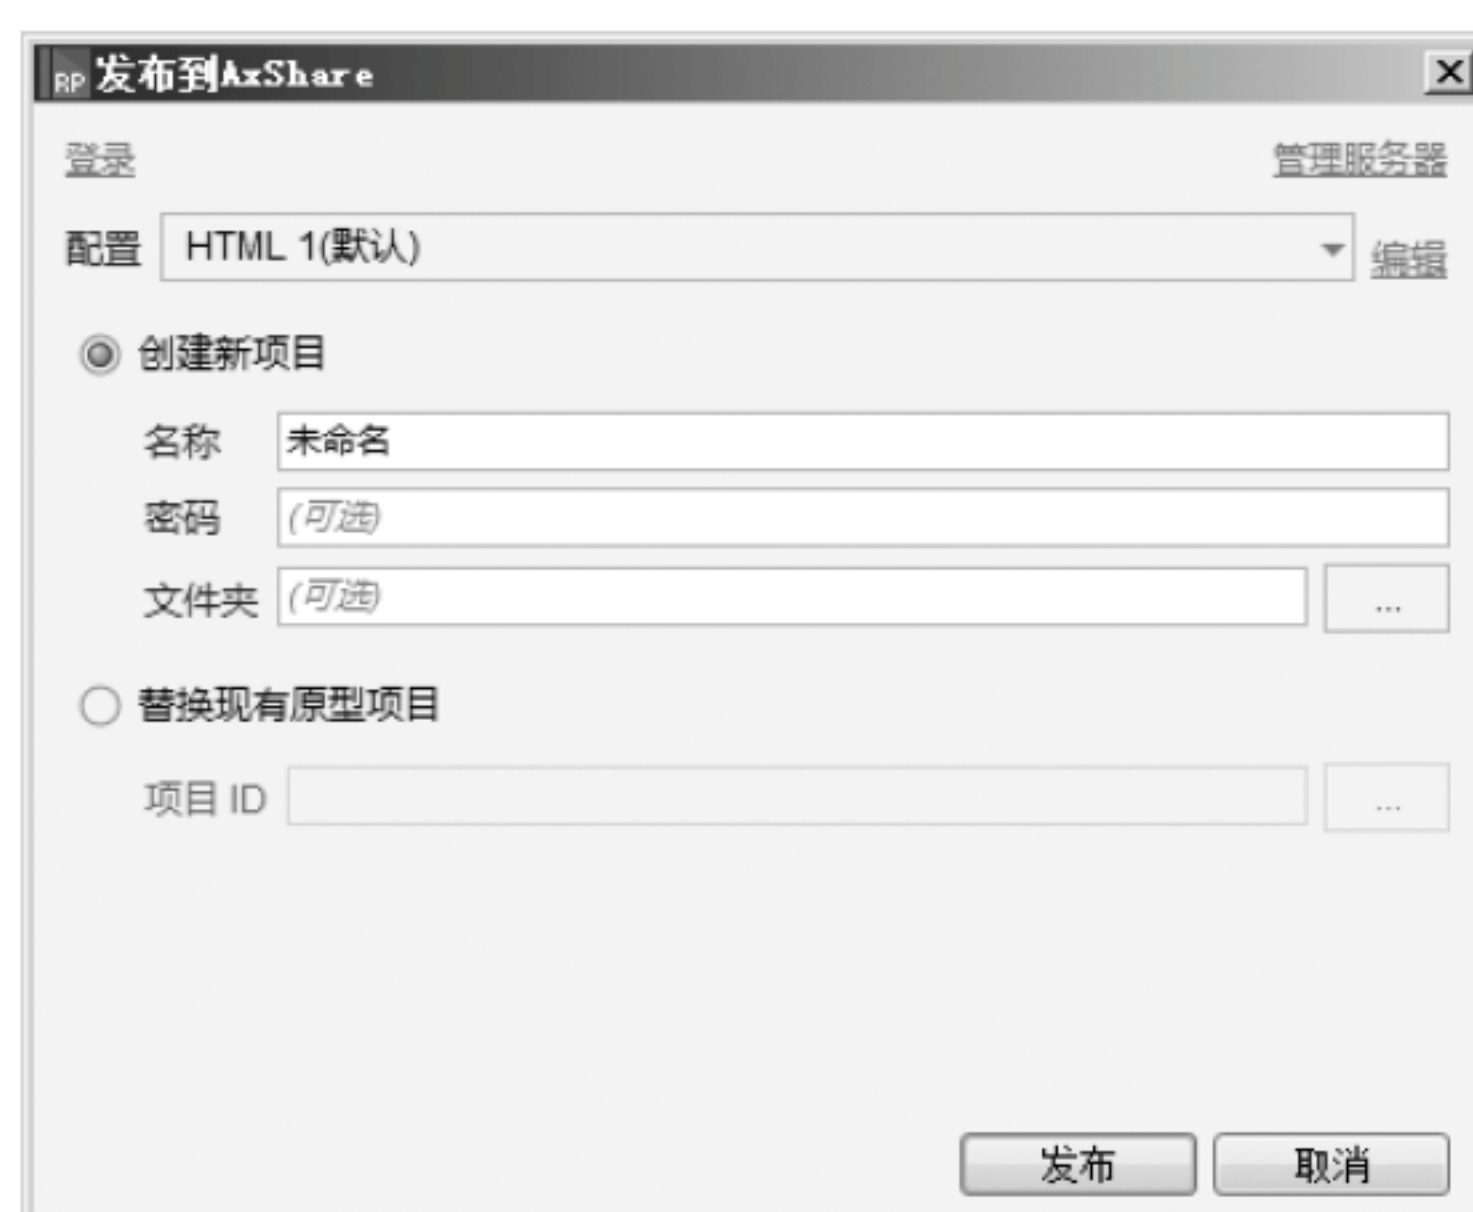 RP 发布到AxShare
登录 管理服务器
配置 HTML 1(默认) 编辑
创建新项目
名称 未命名
密码 (可选)
文件夹 (可选) ...
替换现有原型项目
项目 ID ...
发布 取消